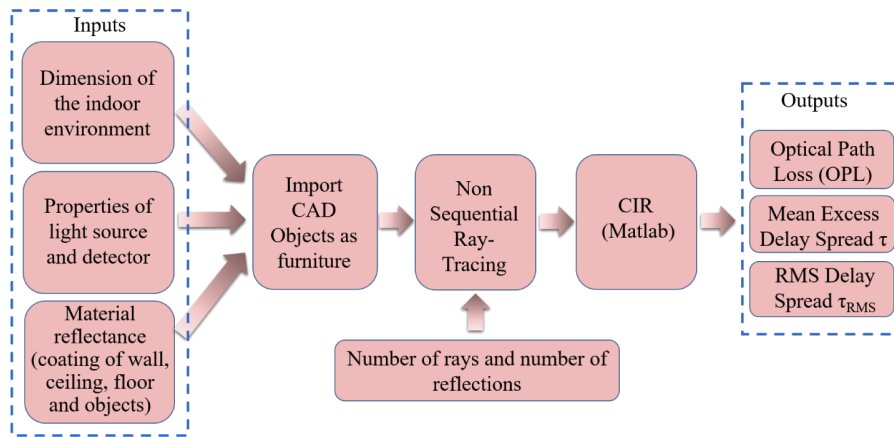 Inputs
Dimension of
the indoor
environment
Properties of
light source
and detector
Material
reflectance
(coating of wall,
ceiling, floor
and objects)
Import
CAD
Objects as
furniture
Non
Sequential
Ray-
Tracing
Number of rays and number of
reflections
CIR
(Matlab)
Outputs
Optical Path
Loss (OPL)
Mean Excess
Delay Spread τ
RMS Delay
Spread τRMS